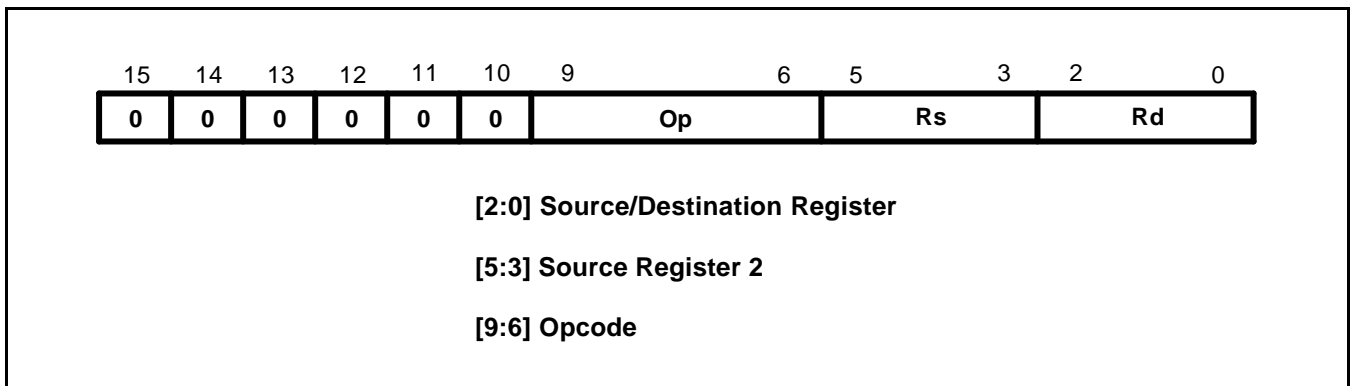 15 14 13 12 11 10 9 6 5 3 2 0
0 0 0 0 0 0 Op Rs Rd
[2:0] Source/Destination Register
[5:3] Source Register 2
[9:6] Opcode